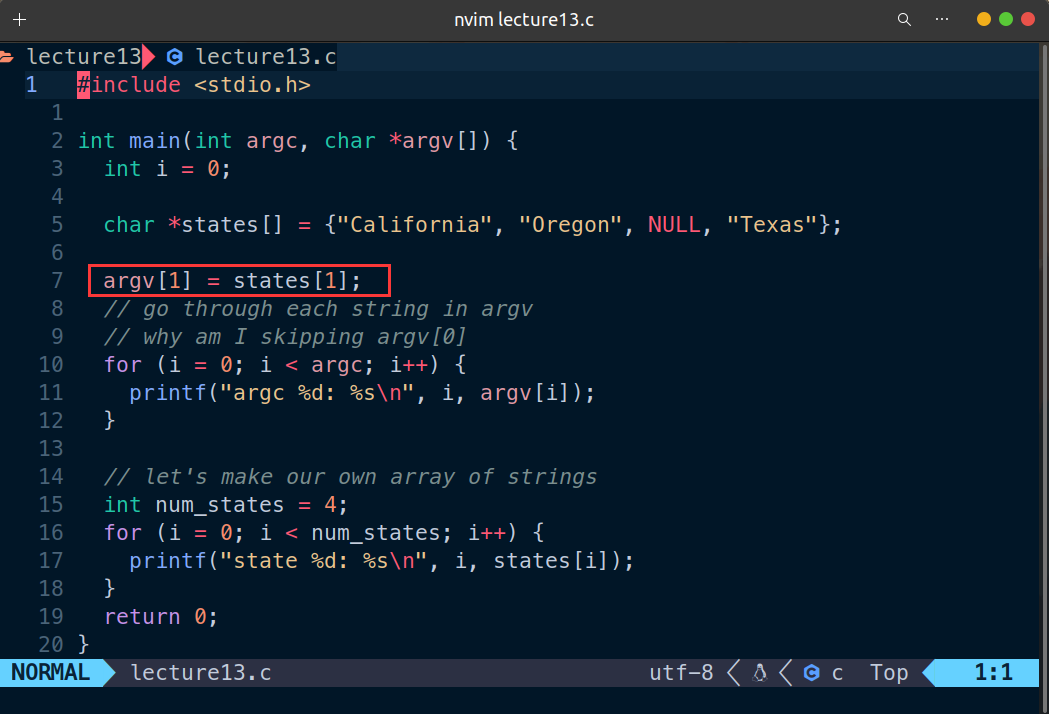 nvim lecture13.c
lecture13 lecture13.c
1 #include <stdio.h>
1
2 int main(int argc, char *argv[]) {
3 int i = 0;
4
5 char *states[] = {"California", "Oregon", NULL, "Texas"};
6
7 argv[1] = states[1];
8 // go through each string in argv
9 // why am I skipping argv[0]
10 for (i = 0; i < argc; i++) {
11 printf("argc %d: %s\n", i, argv[i]);
12 }
13
14 // let's make our own array of strings
15 int num_states = 4;
16 for (i = 0; i < num_states; i++) {
17 printf("state %d: %s\n", i, states[i]);
18 }
19 return 0;
20 }
NORMAL lecture13.c utf-8 c Top 1:1